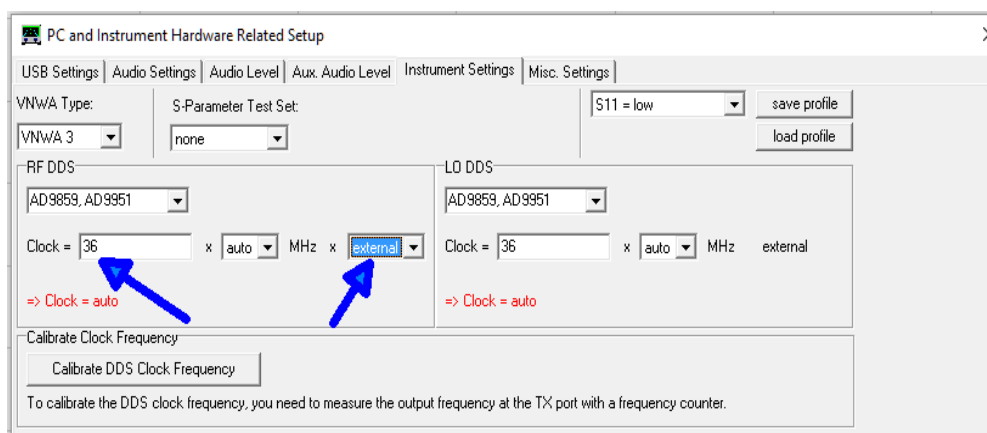 PC and Instrument Hardware Related Setup
USB Settings Audio Settings Audio Level Aux. Audio Level Instrument Settings Misc. Settings
VNWA Type: S-Parameter Test Set: S11 = low save profile
VNWA 3 none load profile
RF DDS LO DDS
AD9859, AD9951 AD9859, AD9951
Clock = 36 x auto MHz x external Clock = 36 x auto MHz external
=> Clock = auto => Clock = auto
Calibrate Clock Frequency
Calibrate DDS Clock Frequency
To calibrate the DDS clock frequency, you need to measure the output frequency at the TX port with a frequency counter.